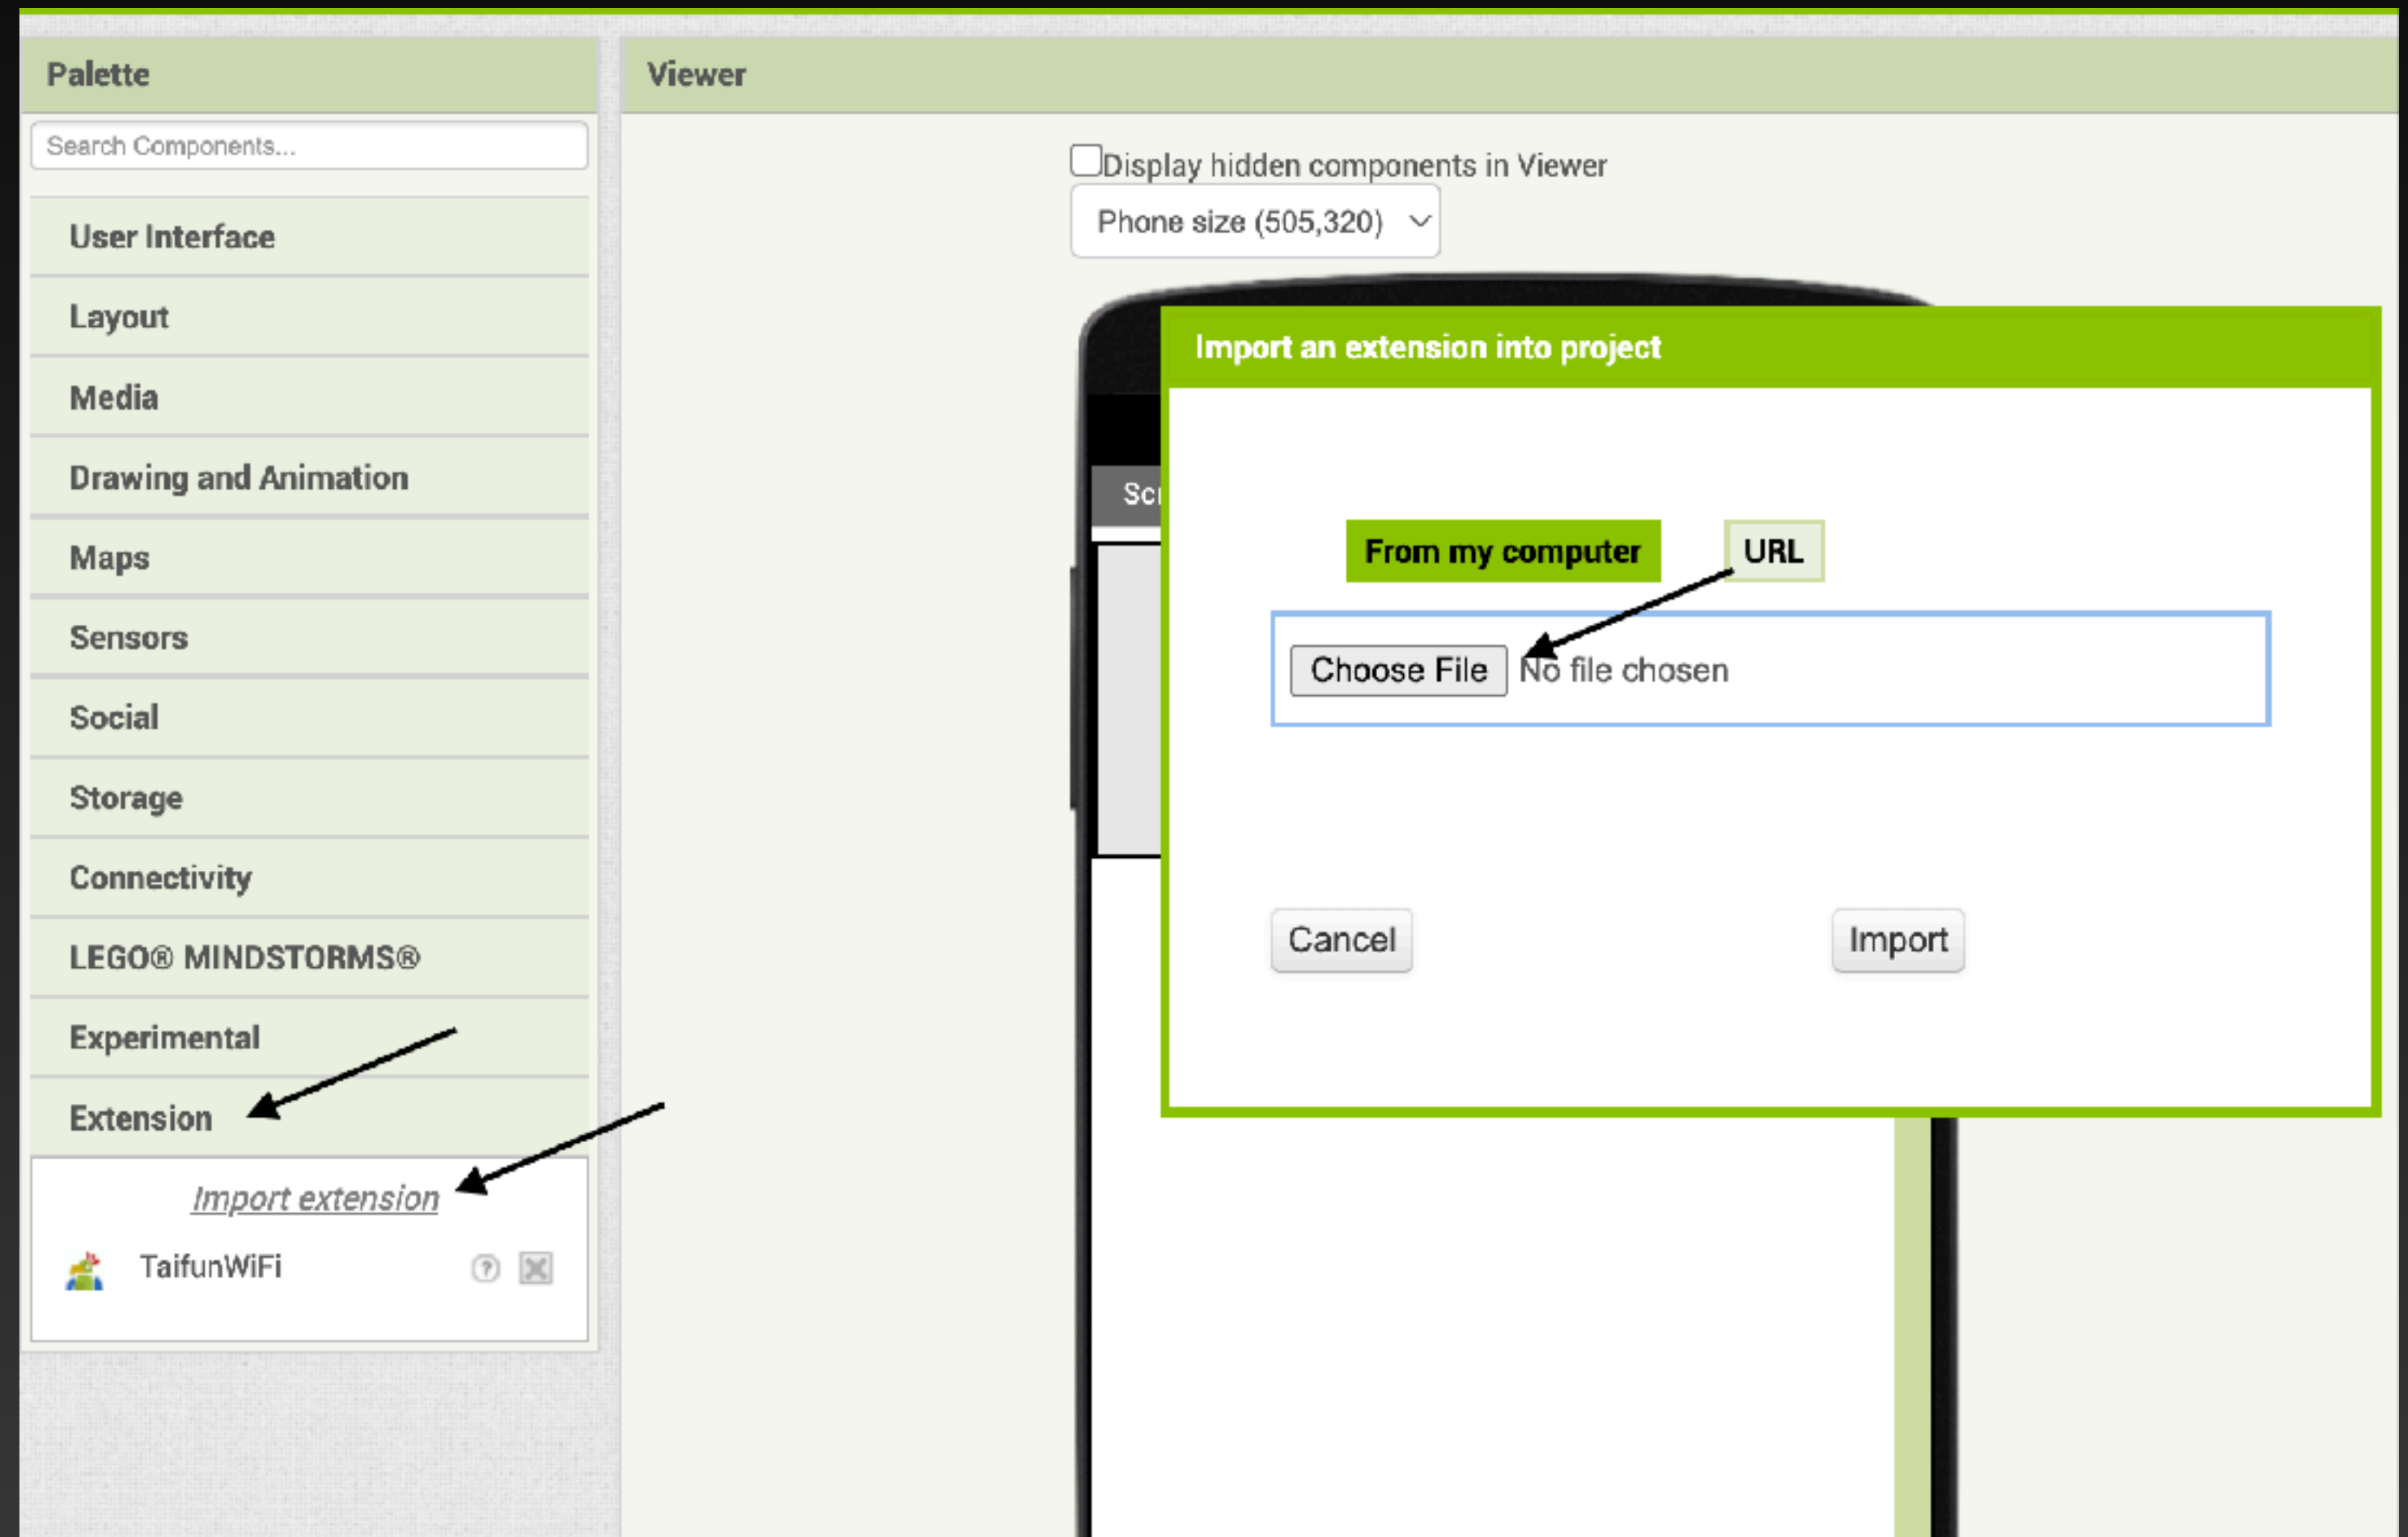 Palette
Search Components...
User Interface
Layout
Media
Drawing and Animation
Maps
Sensors
Social
Storage
Connectivity
LEGO® MINDSTORMS®
Experimental
Extension
Import extension
TaifunWiFi ?
Viewer
Display hidden components in Viewer
Phone size (505,320)
Scr
Import an extension into project
From my computer URL
Choose File No file chosen
Cancel Import